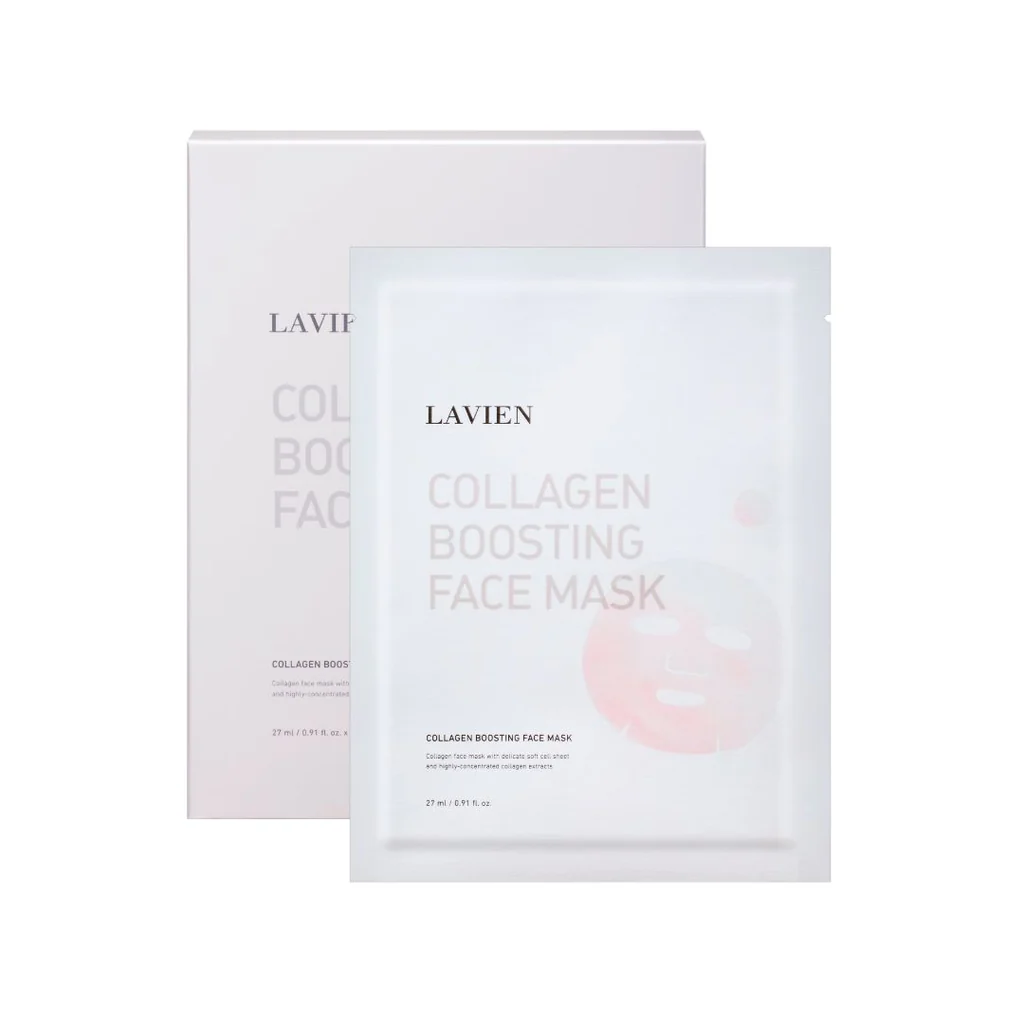 LAVIE
COL
BOO
FAC
COLLAGEN BOOS
Collagen face mask with
and highly-concentrated
27 ml / 0.91 fl. oz. x
LAVIEN
COLLAGEN
BOOSTING
FACE MASK
COLLAGEN BOOSTING FACE MASK
Collagen face mask with delicate soft cell sheet
and highly-concentrated collagen extracts
27 ml / 0.91 fl. oz.